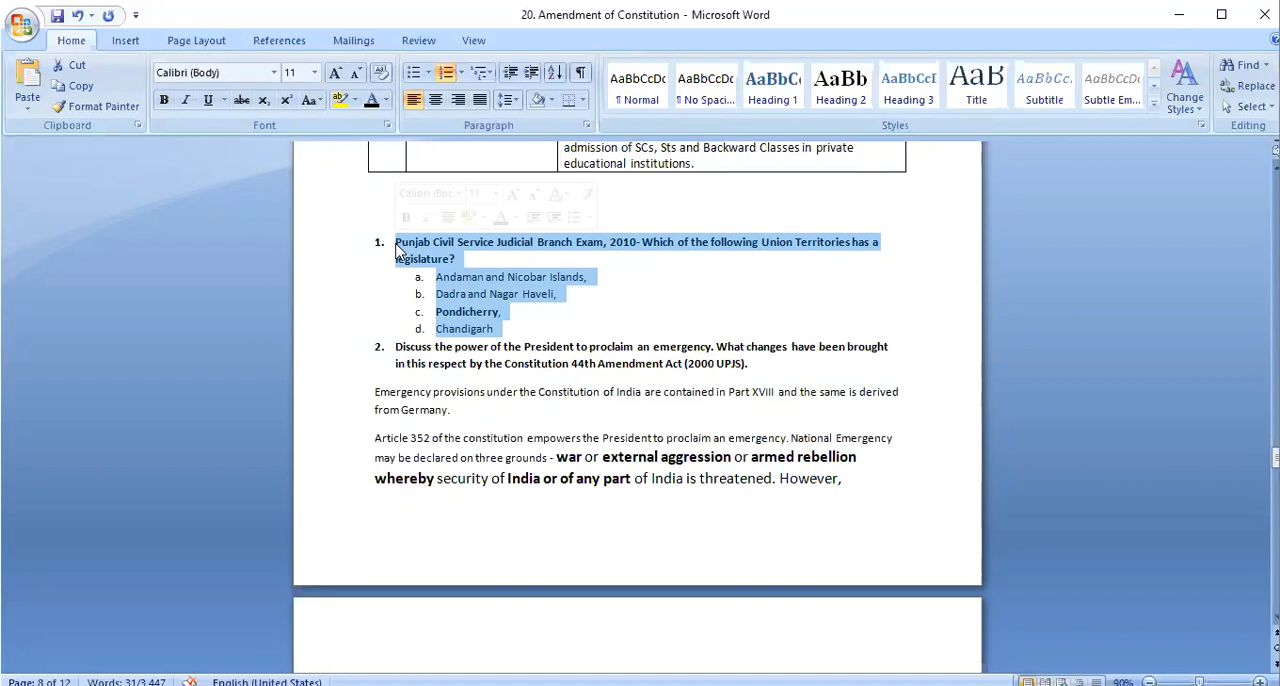 20. Amendment of Constitution - Microsoft Word
Home Insert Page Layout References Mailings Review View
Cut
Copy
Format Painter
Paste
Clipboard
Calibri (Body) 11
Font
Paragraph
AaBbCcDc AaBbCcDc AaBbC AaBb AaBbCcI AaB AaBbCc. AaBbCcDc
¶ Normal ¶ No Spaci... Heading 1 Heading 2 Heading 3 Title Subtitle Subtle Em...
Change Styles
Styles
Find
Replace
Select
Editing
admission of SCs, Sts and Backward Classes in private
educational institutions.
Calibri (Boc 11
1. Punjab Civil Service Judicial Branch Exam, 2010- Which of the following Union Territories has a
legislature?
a. Andaman and Nicobar Islands,
b. Dadra and Nagar Haveli,
c. Pondicherry,
d. Chandigarh
2. Discuss the power of the President to proclaim an emergency. What changes have been brought
in this respect by the Constitution 44th Amendment Act (2000 UPJS).
Emergency provisions under the Constitution of India are contained in Part XVIII and the same is derived
from Germany.
Article 352 of the constitution empowers the President to proclaim an emergency. National Emergency
may be declared on three grounds - war or external aggression or armed rebellion
whereby security of India or of any part of India is threatened. However,
Page: 8 of 12 Words: 31/3,447 English (United States) 90%